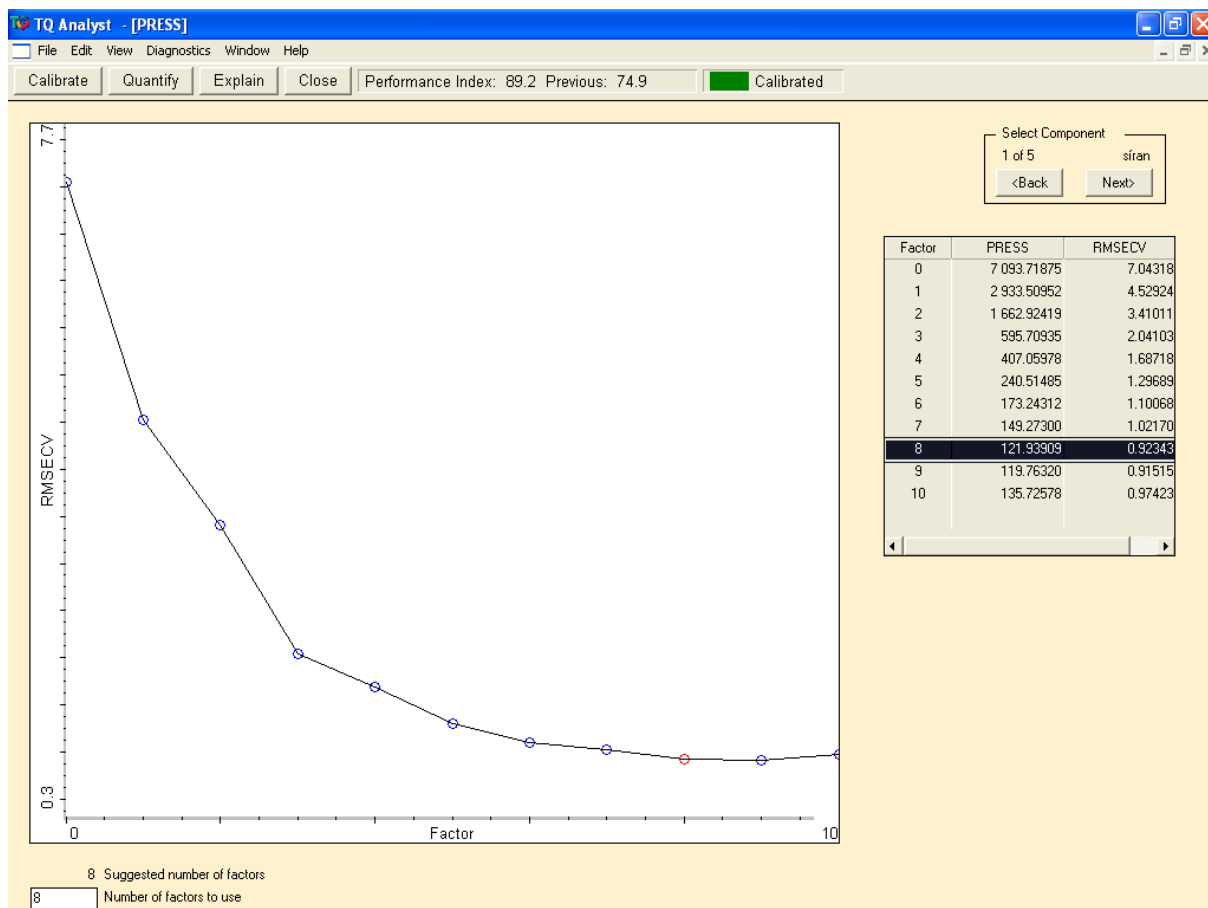 TQ Analyst - [PRESS]
File Edit View Diagnostics Window Help
Calibrate Quantify Explain Close Performance Index: 89.2 Previous: 74.9 Calibrated
7.7
RMSECV
0.3
0 Factor 10
Select Component
1 of 5 síran
<Back Next>
Factor PRESS RMSECV
0 7 093.71875 7.04318
1 2 933.50952 4.52924
2 1 662.92419 3.41011
3 595.70935 2.04103
4 407.05978 1.68718
5 240.51485 1.29689
6 173.24312 1.10068
7 149.27300 1.02170
8 121.93909 0.92343
9 119.76320 0.91515
10 135.72578 0.97423
8 Suggested number of factors
8 Number of factors to use